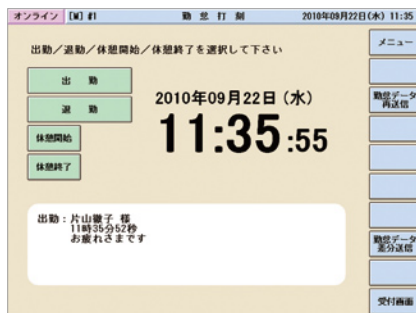 オンライン [M] #1 勤怠打刻 2010年09月22日(水) 11:35
出勤／退勤／休憩開始／休憩終了を選択して下さい
メニュー
出 勤
退 勤
休憩開始
休憩終了
2010年09月22日(水)
11:35:55
勤怠データ
再送信
出勤：片山徹子 様
11時35分52秒
お疲れさまです
勤怠データ
差分送信
受付画面